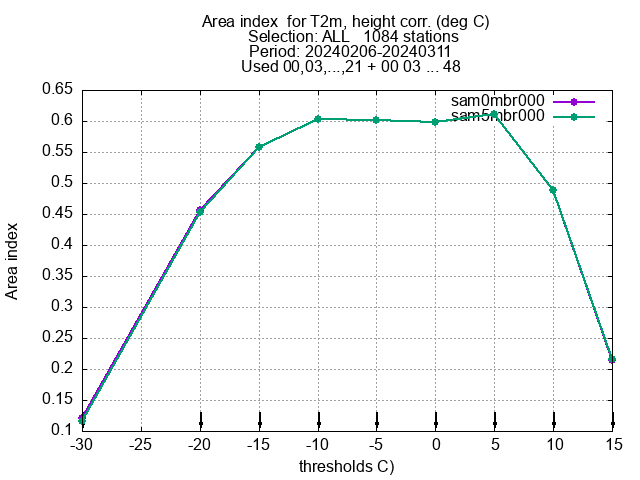 Area index  for T2m, height corr. (deg C)
Selection: ALL   1084 stations
Period: 20240206-20240311
Used 00,03,...,21 + 00 03 ... 48
sam0mbr000
sam5mbr000
0.65
0.6
0.55
0.5
0.45
0.4
0.35
0.3
0.25
0.2
0.15
0.1
Area index
-30 -25 -20 -15 -10 -5 0 5 10 15
thresholds C)